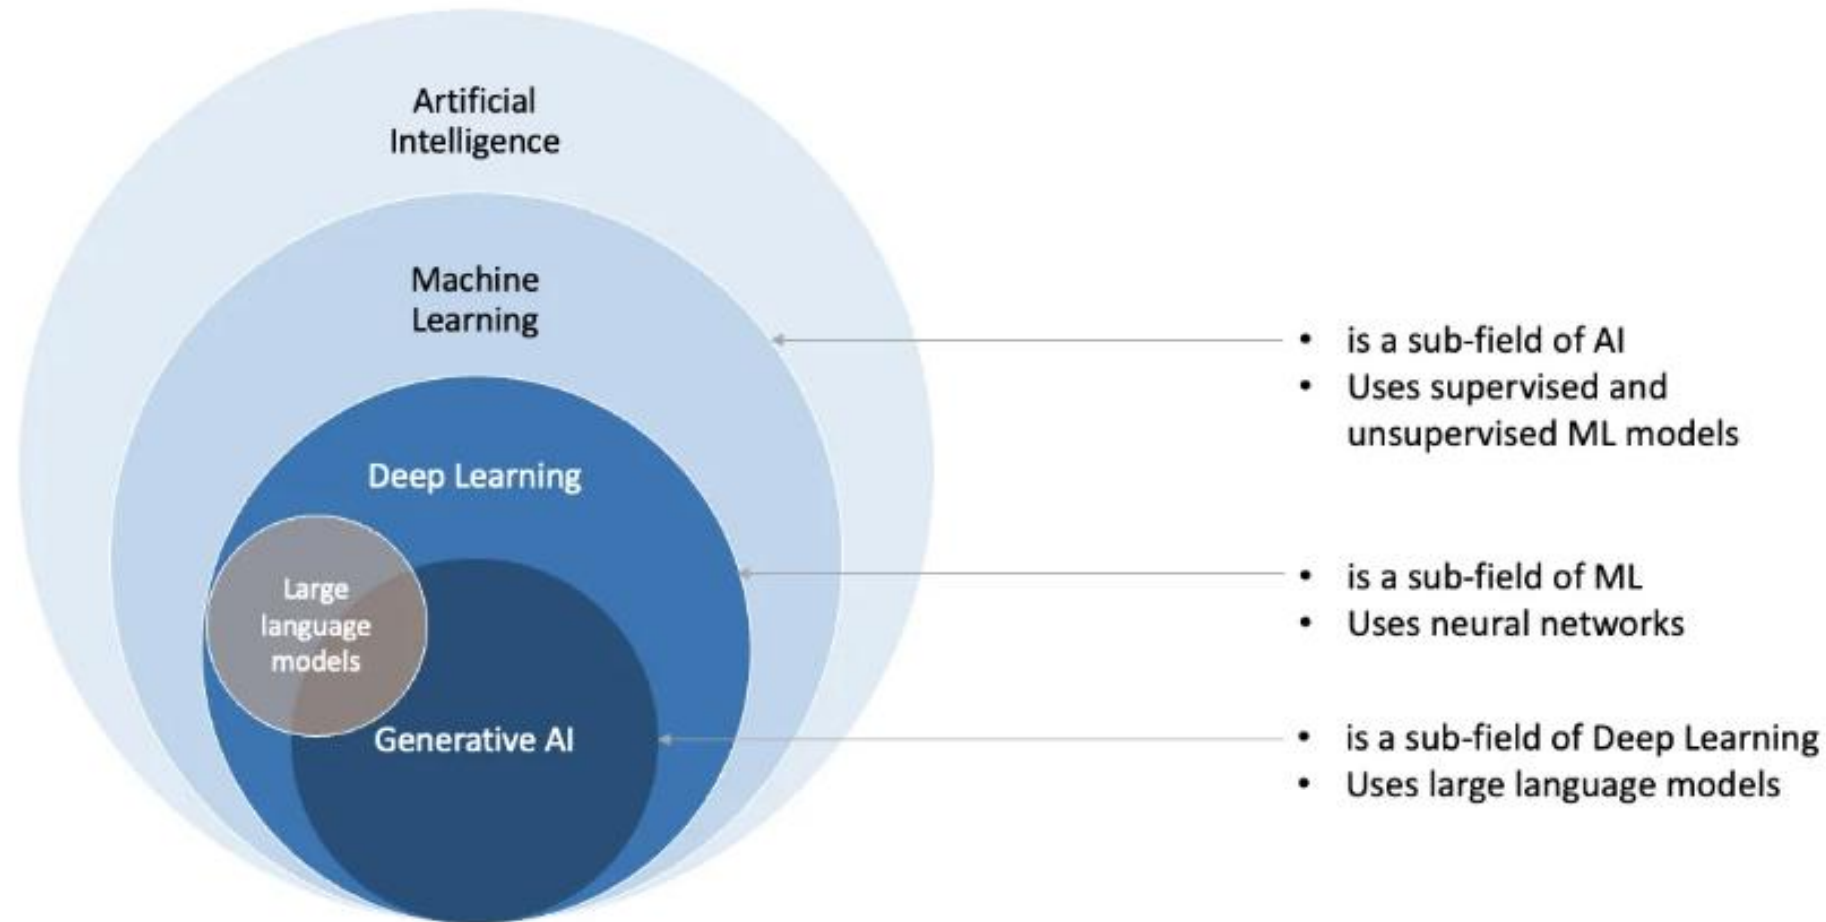 Artificial
Intelligence
Machine
Learning
Deep Learning
Large
language
models
Generative AI
• is a sub-field of AI
• Uses supervised and
unsupervised ML models
• is a sub-field of ML
• Uses neural networks
• is a sub-field of Deep Learning
• Uses large language models